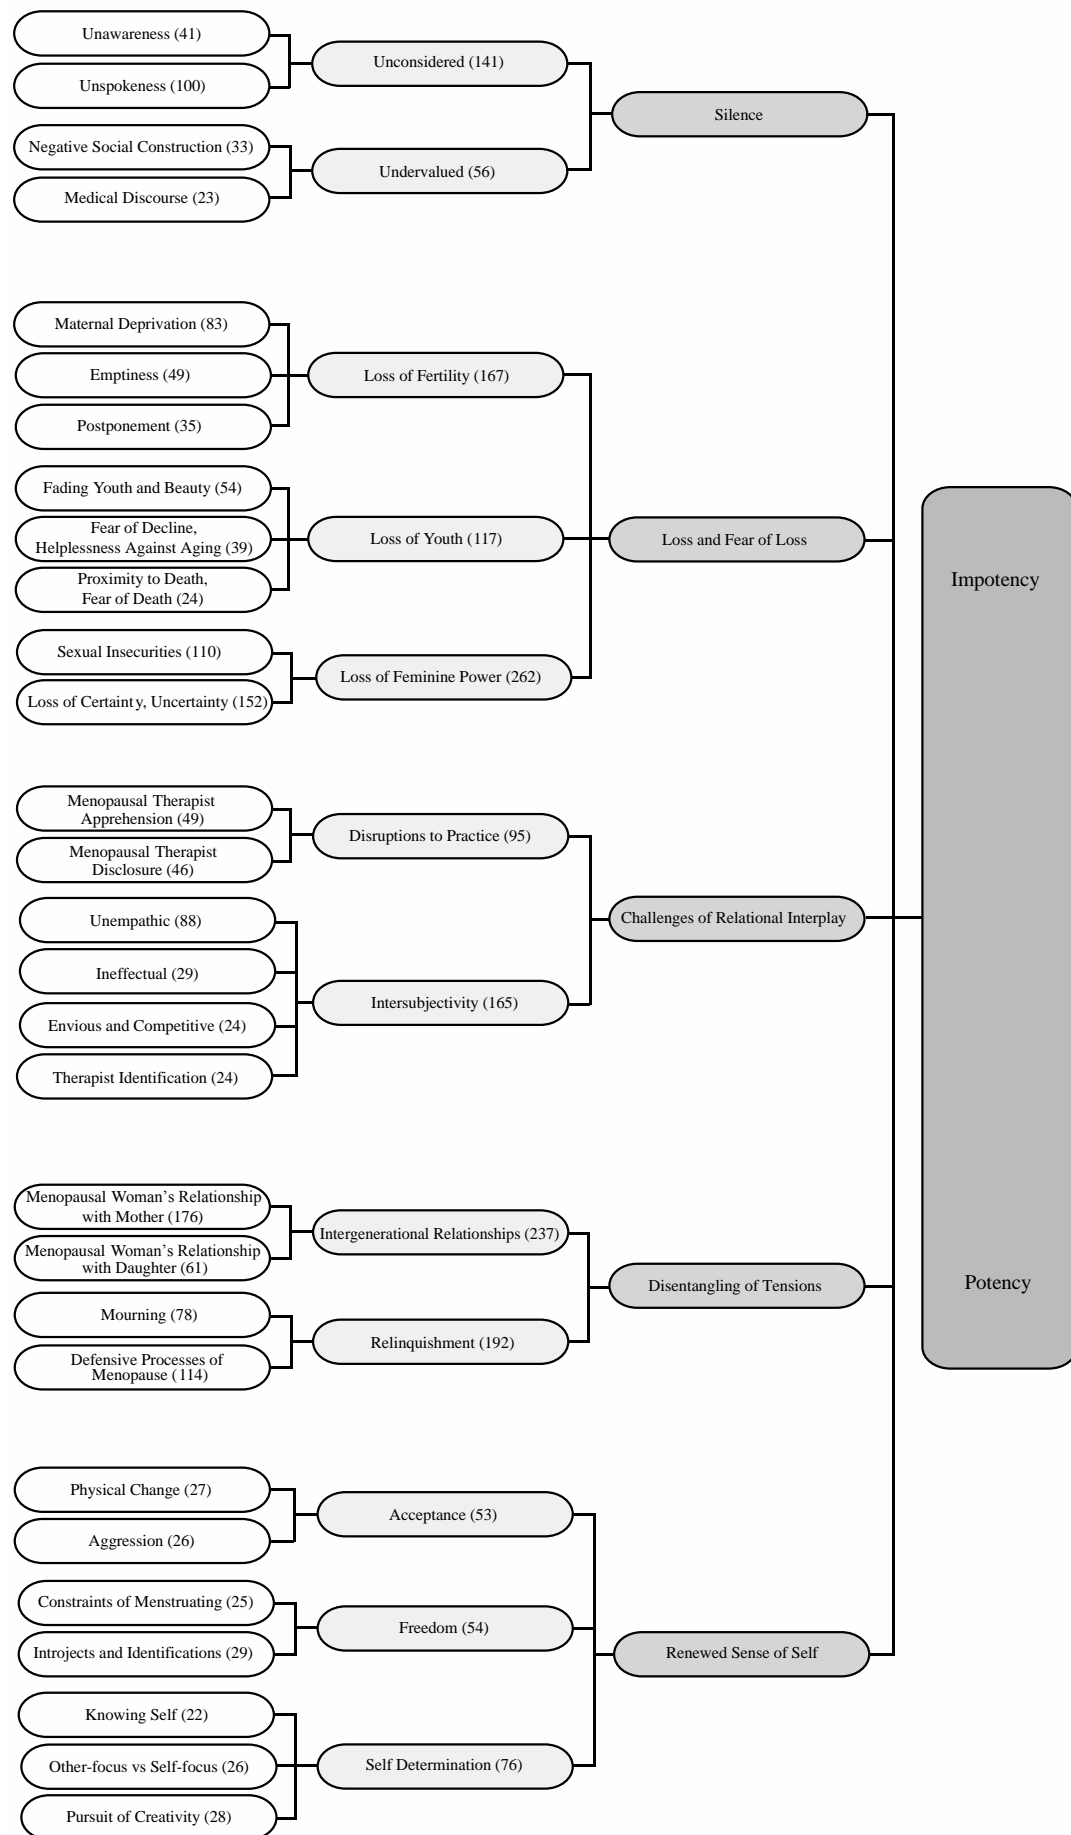 Unawareness (41)
Unspokeness (100)
Unconsidered (141)
Negative Social Construction (33)
Medical Discourse (23)
Undervalued (56)
Silence
Maternal Deprivation (83)
Emptiness (49)
Postponement (35)
Loss of Fertility (167)
Fading Youth and Beauty (54)
Fear of Decline,
Helplessness Against Aging (39)
Proximity to Death,
Fear of Death (24)
Loss of Youth (117)
Sexual Insecurities (110)
Loss of Certainty, Uncertainty (152)
Loss of Feminine Power (262)
Loss and Fear of Loss
Menopausal Therapist
Apprehension (49)
Menopausal Therapist
Disclosure (46)
Disruptions to Practice (95)
Unempathic (88)
Ineffectual (29)
Envious and Competitive (24)
Therapist Identification (24)
Intersubjectivity (165)
Challenges of Relational Interplay
Menopausal Woman’s Relationship
with Mother (176)
Menopausal Woman’s Relationship
with Daughter (61)
Intergenerational Relationships (237)
Mourning (78)
Defensive Processes of
Menopause (114)
Relinquishment (192)
Disentangling of Tensions
Physical Change (27)
Aggression (26)
Acceptance (53)
Constraints of Menstruating (25)
Introjects and Identifications (29)
Freedom (54)
Knowing Self (22)
Other-focus vs Self-focus (26)
Pursuit of Creativity (28)
Self Determination (76)
Renewed Sense of Self
Impotency
Potency